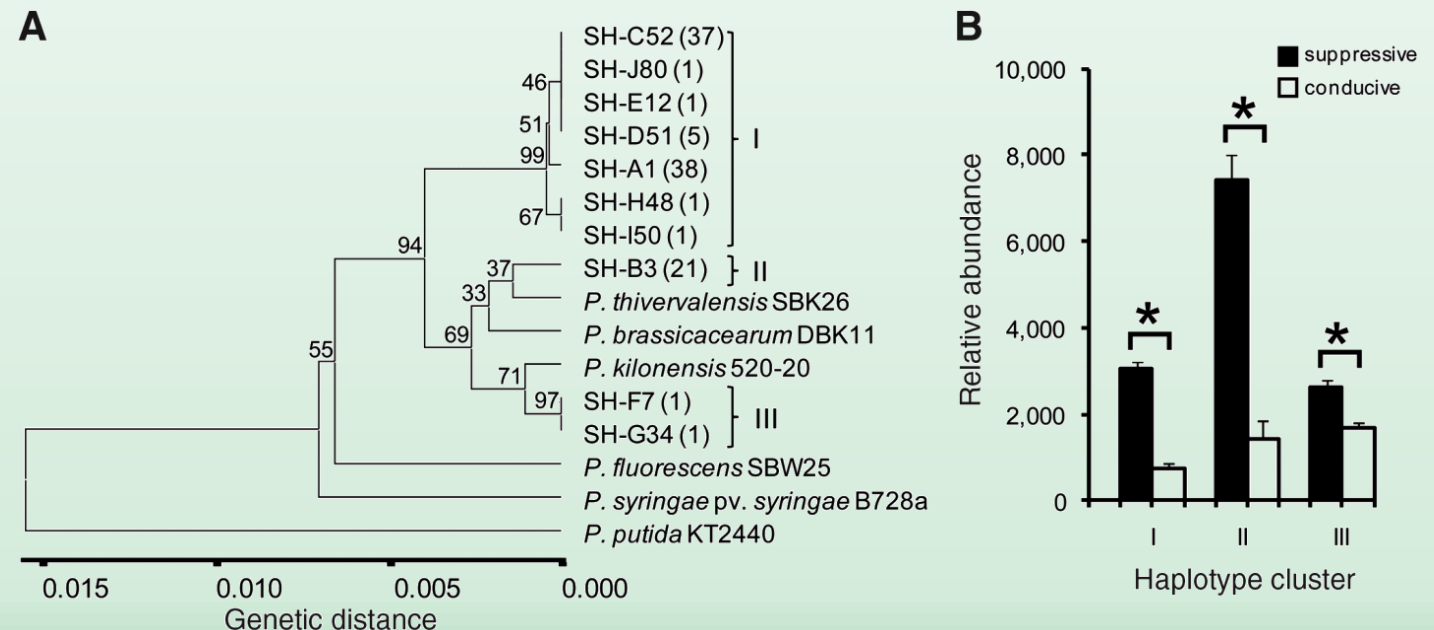 A
SH-C52 (37)
SH-J80 (1)
46
SH-E12 (1)
51
SH-D51 (5)
I
99
SH-A1 (38)
SH-H48 (1)
67
SH-I50 (1)
94
37
SH-B3 (21)
II
33
P. thivervalensis SBK26
69
P. brassicacearum DBK11
55
71
P. kilonensis 520-20
97
SH-F7 (1)
III
SH-G34 (1)
P. fluorescens SBW25
P. syringae pv. syringae B728a
P. putida KT2440
0.015 0.010 0.005 0.000
Genetic distance
B
suppressive
conducive
10,000
8,000
6,000
4,000
2,000
0
Relative abundance
*
*
*
I II III
Haplotype cluster